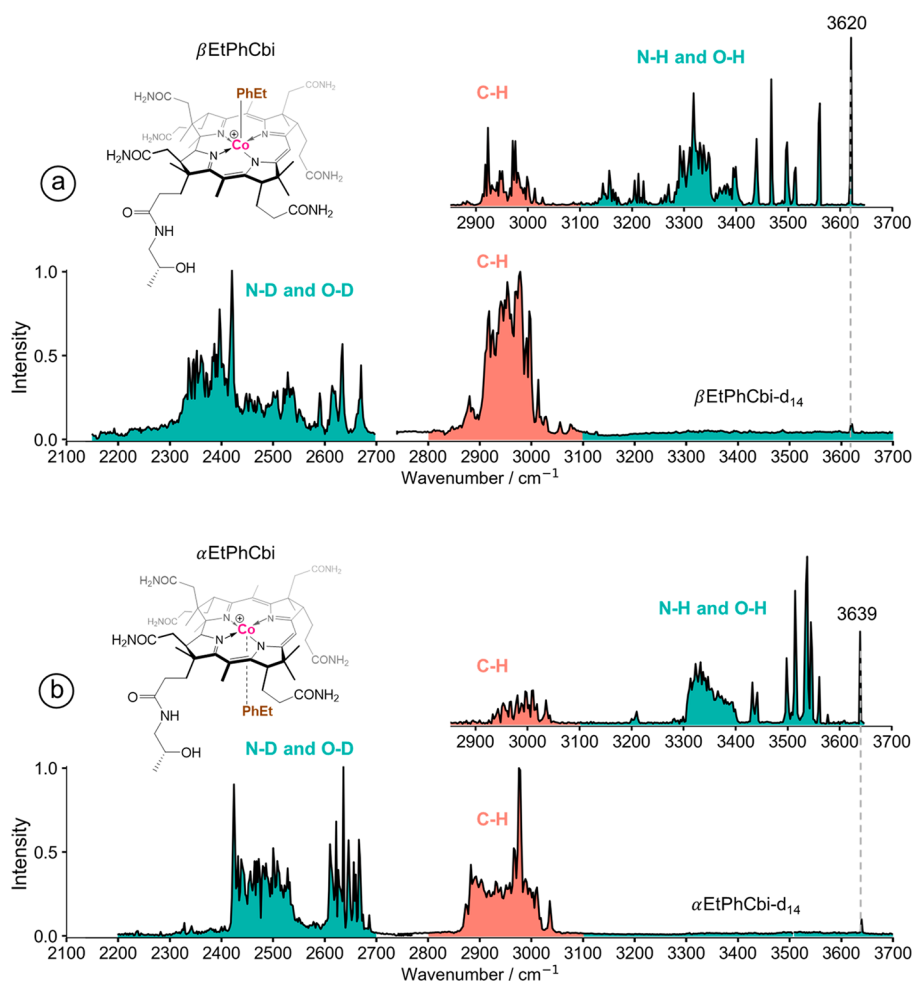 3620
βEtPhCbi
N-H and O-H
C-H
PhEt
CONH2
H2NOC
H2NOC
⊕
Co
N
N
N
N
H2NOC
CONH2
CONH2
O
NH
OH
a
2900 3000 3100 3200 3300 3400 3500 3600 3700
N-D and O-D
C-H
1.0
0.5
0.0
Intensity
βEtPhCbi-d14
2100 2200 2300 2400 2500 2600 2700 2800 2900 3000 3100 3200 3300 3400 3500 3600 3700
Wavenumber / cm−1
αEtPhCbi
N-H and O-H
3639
C-H
CONH2
H2NOC
H2NOC
⊕
Co
N
N
N
N
H2NOC
CONH2
CONH2
PhEt
O
NH
OH
b
2900 3000 3100 3200 3300 3400 3500 3600 3700
N-D and O-D
C-H
1.0
0.5
0.0
Intensity
αEtPhCbi-d14
2100 2200 2300 2400 2500 2600 2700 2800 2900 3000 3100 3200 3300 3400 3500 3600 3700
Wavenumber / cm−1